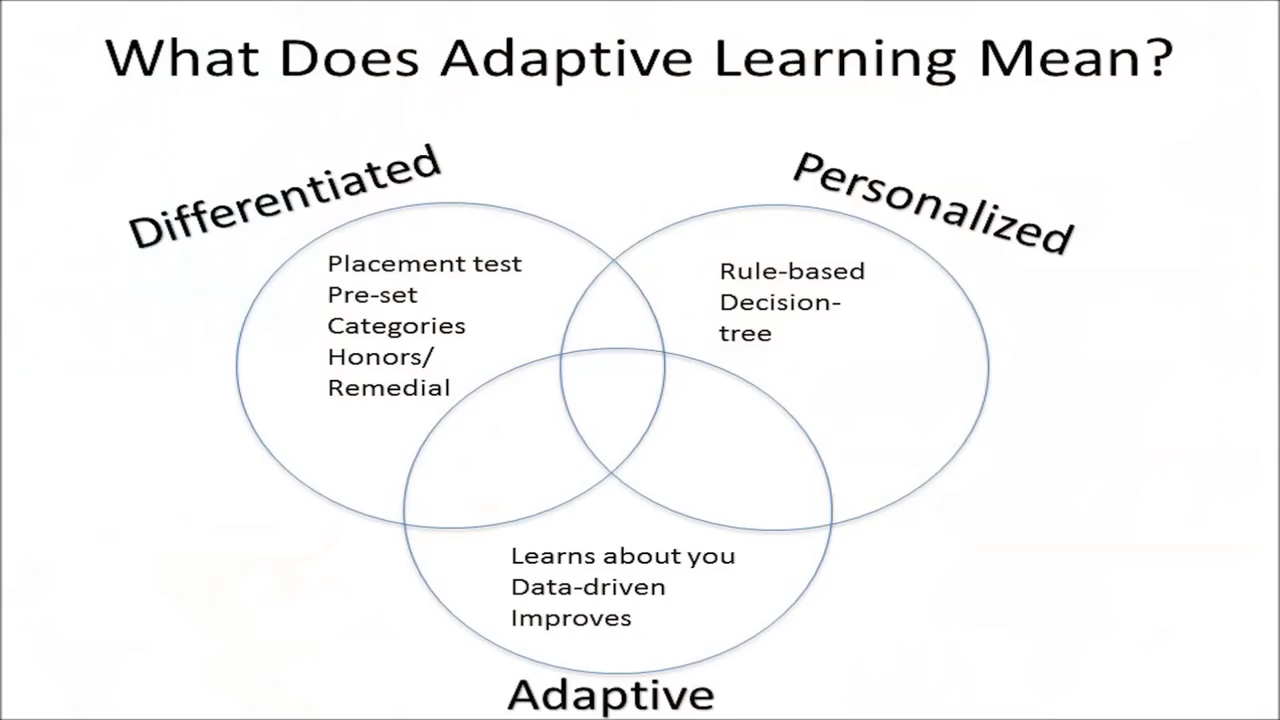 What Does Adaptive Learning Mean?
Differentiated
Placement test
Pre-set
Categories
Honors/
Remedial
Personalized
Rule-based
Decision-
tree
Learns about you
Data-driven
Improves
Adaptive